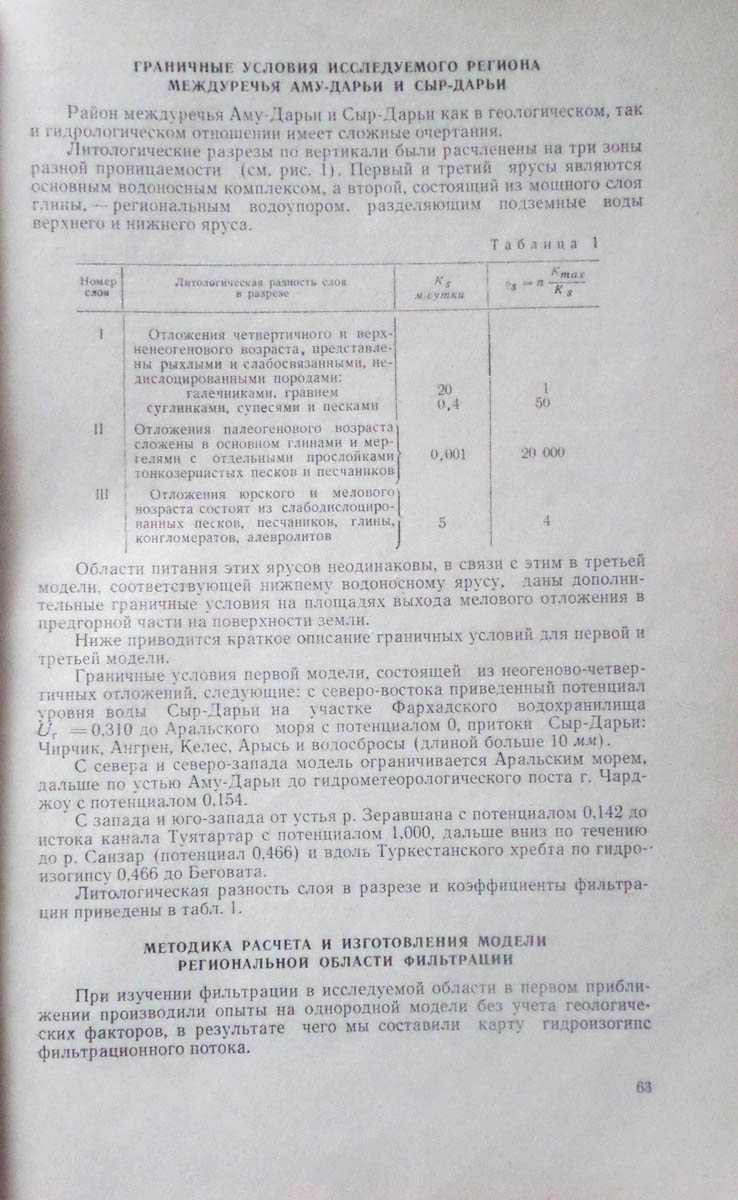 ГРАНИЧНЫЕ УСЛОВИЯ ИССЛЕДУЕМОГО РЕГИОНА
МЕЖДУРЕЧЬЯ АМУ-ДАРЬИ И СЫР-ДАРЬИ
Район междуречья Аму-Дарьи и Сыр-Дарьи как в геологическом, так
и гидрологическом отношении имеет сложные очертания.
Литологические разрезы по вертикали были расчленены на три зоны
разной проницаемости (см. рис. 1). Первый и третий ярусы являются
основным водоносным комплексом, а второй, состоящий из мощного слоя
глины, — региональным водоупором, разделяющим подземные воды
верхнего и нижнего яруса.
Таблица 1
Номер слоя Литологическая разность слоя в разрезе K_s м/сутки ρ_s = n K_max / K_s
I Отложения четвертичного и верх-
ненеогенового возраста, представле-
ны рыхлыми и слабосвязанными, не-
дислоцированными породами:
галечниками, гравием 20 1
суглинками, супесями и песками 0,4 50
II Отложения палеогенового возраста
сложены в основном глинами и мер-
гелями с отдельными прослойками 0,001 20 000
тонкозернистых песков и песчаников
III Отложения юрского и мелового
возраста состоят из слабодислоциро-
ванных песков, песчаников, глины, 5 4
конгломератов, алевролитов
Области питания этих ярусов неодинаковы, в связи с этим в третьей
модели, соответствующей нижнему водоносному ярусу, даны дополни-
тельные граничные условия на площадях выхода мелового отложения в
предгорной части на поверхности земли.
Ниже приводится краткое описание граничных условий для первой и
третьей модели.
Граничные условия первой модели, состоящей из неогеново-четвер-
тичных отложений, следующие: с северо-востока приведенный потенциал
уровня воды Сыр-Дарьи на участке Фархадского водохранилища
U_r = 0,310 до Аральского моря с потенциалом 0, притоки Сыр-Дарьи:
Чирчик, Ангрен, Келес, Арысь и водосбросы (длиной больше 10 мм).
С севера и северо-запада модель ограничивается Аральским морем,
дальше по устью Аму-Дарьи до гидрометеорологического поста г. Чард-
жоу с потенциалом 0,154.
С запада и юго-запада от устья р. Зеравшана с потенциалом 0,142 до
истока канала Туятартар с потенциалом 1,000, дальше вниз по течению
до р. Санзар (потенциал 0,466) и вдоль Туркестанского хребта по гидро-
изогипсу 0,466 до Беговата.
Литологическая разность слоя в разрезе и коэффициенты фильтра-
ции приведены в табл. 1.
МЕТОДИКА РАСЧЕТА И ИЗГОТОВЛЕНИЯ МОДЕЛИ
РЕГИОНАЛЬНОЙ ОБЛАСТИ ФИЛЬТРАЦИИ
При изучении фильтрации в исследуемой области в первом прибли-
жении производили опыты на однородной модели без учета геологиче-
ских факторов, в результате чего мы составили карту гидроизогипс
фильтрационного потока.
63